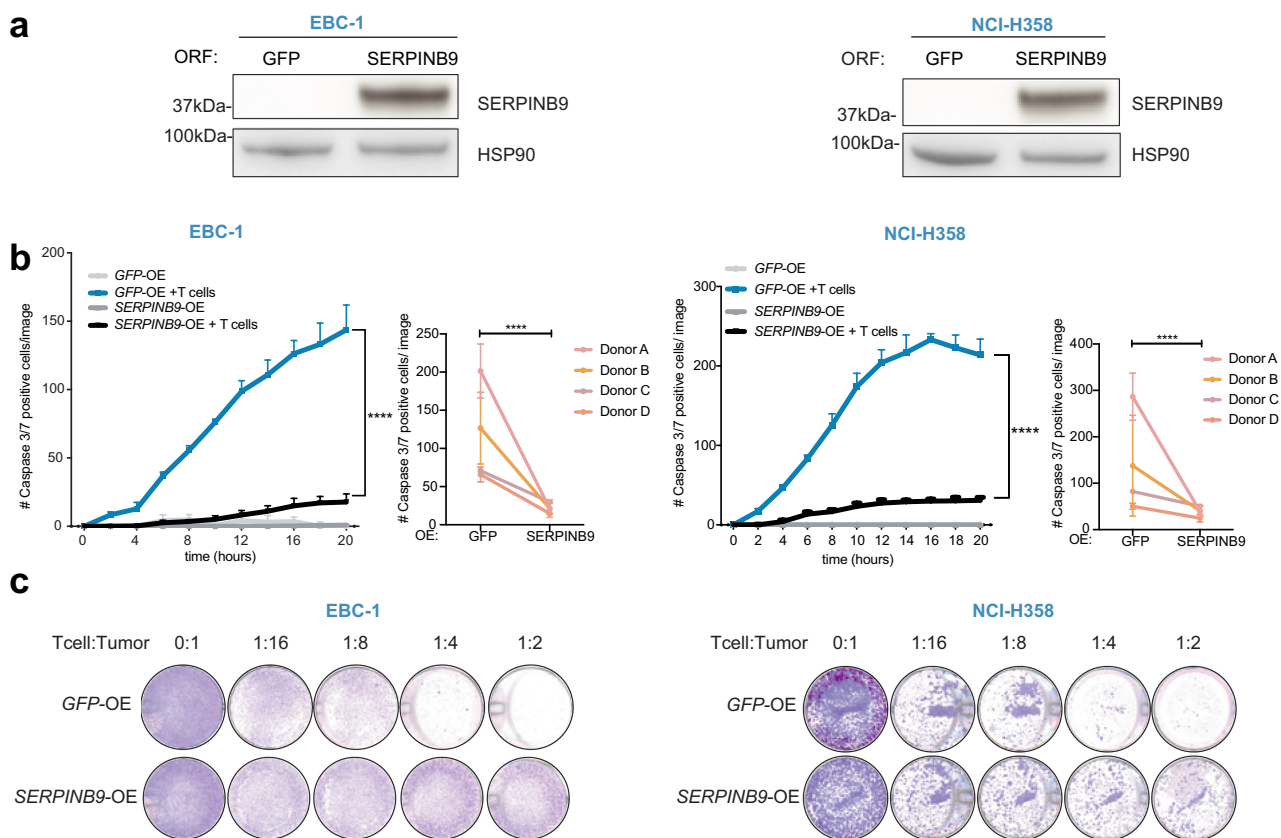 a
EBC-1
ORF: GFP SERPINB9
37kDa- SERPINB9
100kDa- HSP90
NCI-H358
ORF: GFP SERPINB9
37kDa- SERPINB9
100kDa- HSP90
b
EBC-1
# Caspase 3/7 positive cells/image
200
150
100
50
0
GFP-OE
GFP-OE +T cells
SERPINB9-OE
SERPINB9-OE + T cells
****
0 4 8 12 16 20
time (hours)
# Caspase 3/7 positive cells/ image
250
200
150
100
50
0
****
Donor A
Donor B
Donor C
Donor D
OE: GFP SERPINB9
NCI-H358
# Caspase 3/7 positive cells/ image
300
200
100
0
GFP-OE
GFP-OE +T cells
SERPINB9-OE
SERPINB9-OE + T cells
****
0 2 4 6 8 10 12 14 16 18 20
time (hours)
# Caspase 3/7 positive cells/ image
400
300
200
100
0
****
Donor A
Donor B
Donor C
Donor D
OE: GFP SERPINB9
c
EBC-1
Tcell:Tumor 0:1 1:16 1:8 1:4 1:2
GFP-OE
SERPINB9-OE
NCI-H358
Tcell:Tumor 0:1 1:16 1:8 1:4 1:2
GFP-OE
SERPINB9-OE